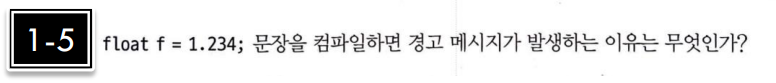 1-5 float f = 1.234; 문장을 컴파일하면 경고 메시지가 발생하는 이유는 무엇인가?